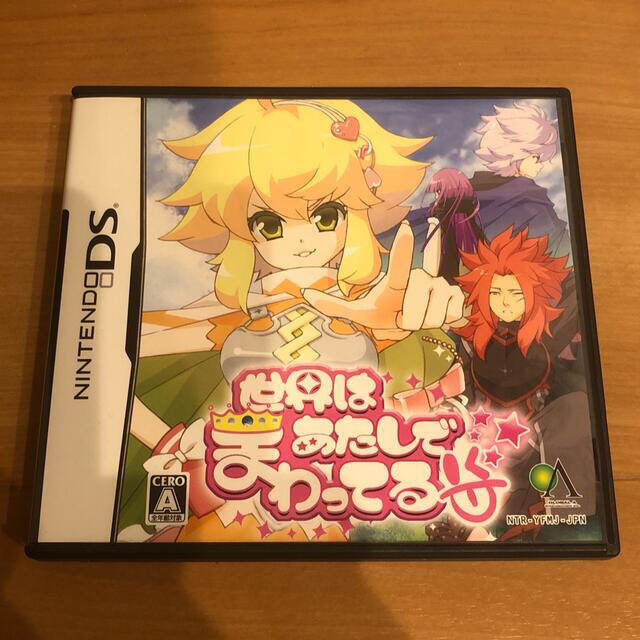 NINTENDO DS®
世界は
あたしで
まわってる
CERO
A
全年齢対象
NTR-YFMJ-JPN